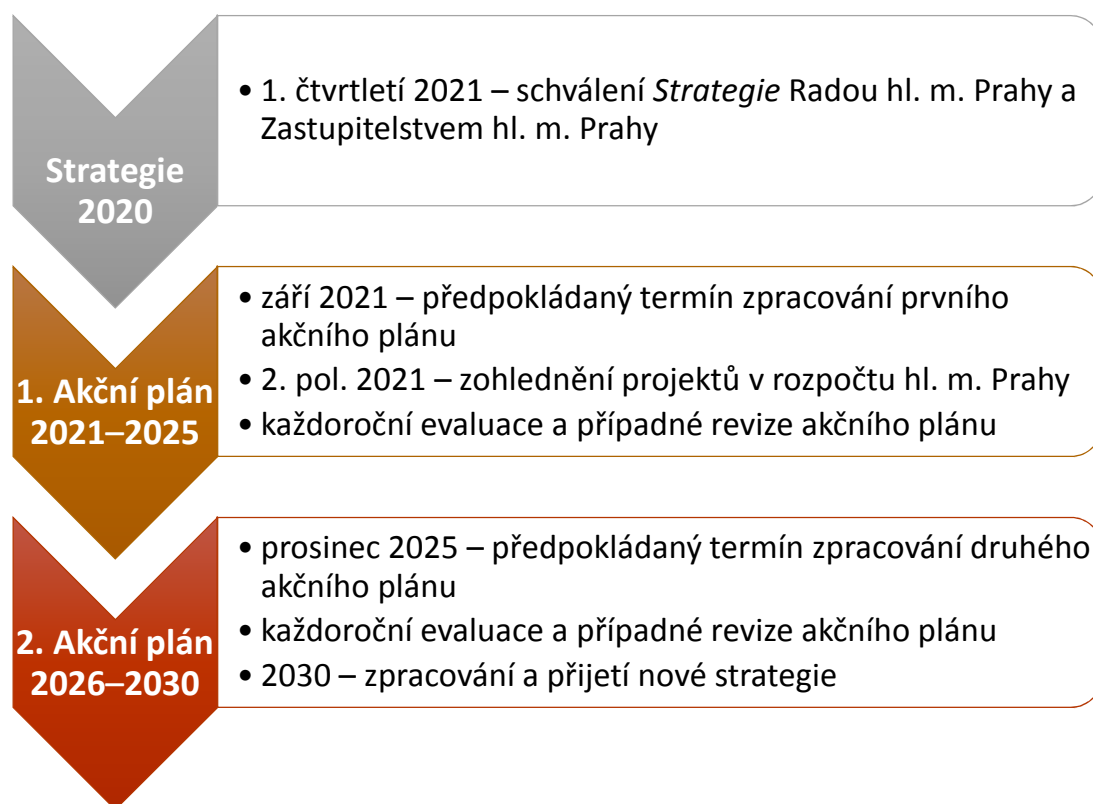 Strategie
2020
• 1. čtvrtletí 2021 – schválení Strategie Radou hl. m. Prahy a
Zastupitelstvem hl. m. Prahy
1. Akční plán
2021–2025
• září 2021 – předpokládaný termín zpracování prvního
akčního plánu
• 2. pol. 2021 – zohlednění projektů v rozpočtu hl. m. Prahy
• každoroční evaluace a případné revize akčního plánu
2. Akční plán
2026–2030
• prosinec 2025 – předpokládaný termín zpracování druhého
akčního plánu
• každoroční evaluace a případné revize akčního plánu
• 2030 – zpracování a přijetí nové strategie